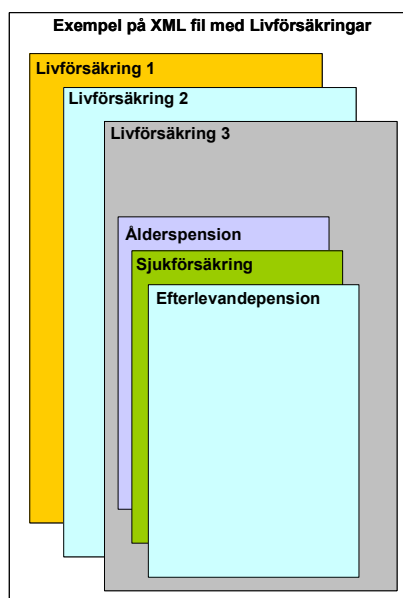 Exempel på XML fil med Livförsäkringar
Livförsäkring 1
Livförsäkring 2
Livförsäkring 3
Ålderspension
Sjukförsäkring
Efterlevandepension